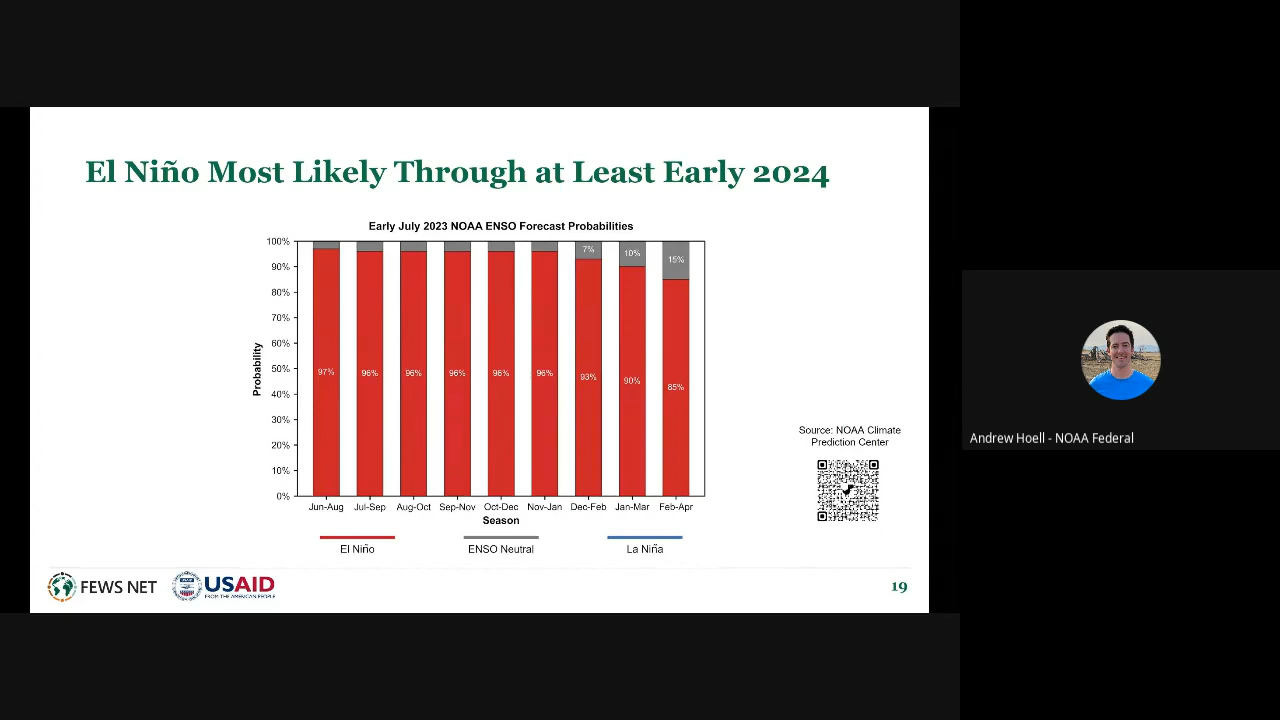 El Niño Most Likely Through at Least Early 2024
Early July 2023 NOAA ENSO Forecast Probabilities
100%
90%
80%
70%
60%
50%
40%
30%
20%
10%
0%
Probability
7%
10%
15%
97%
96%
96%
96%
96%
96%
93%
90%
85%
Jun-Aug
Jul-Sep
Aug-Oct
Sep-Nov
Oct-Dec
Nov-Jan
Dec-Feb
Jan-Mar
Feb-Apr
Season
El Niño
ENSO Neutral
La Niña
Source: NOAA Climate
Prediction Center
FEWS NET
USAID
FROM THE AMERICAN PEOPLE
19
Andrew Hoell - NOAA Federal